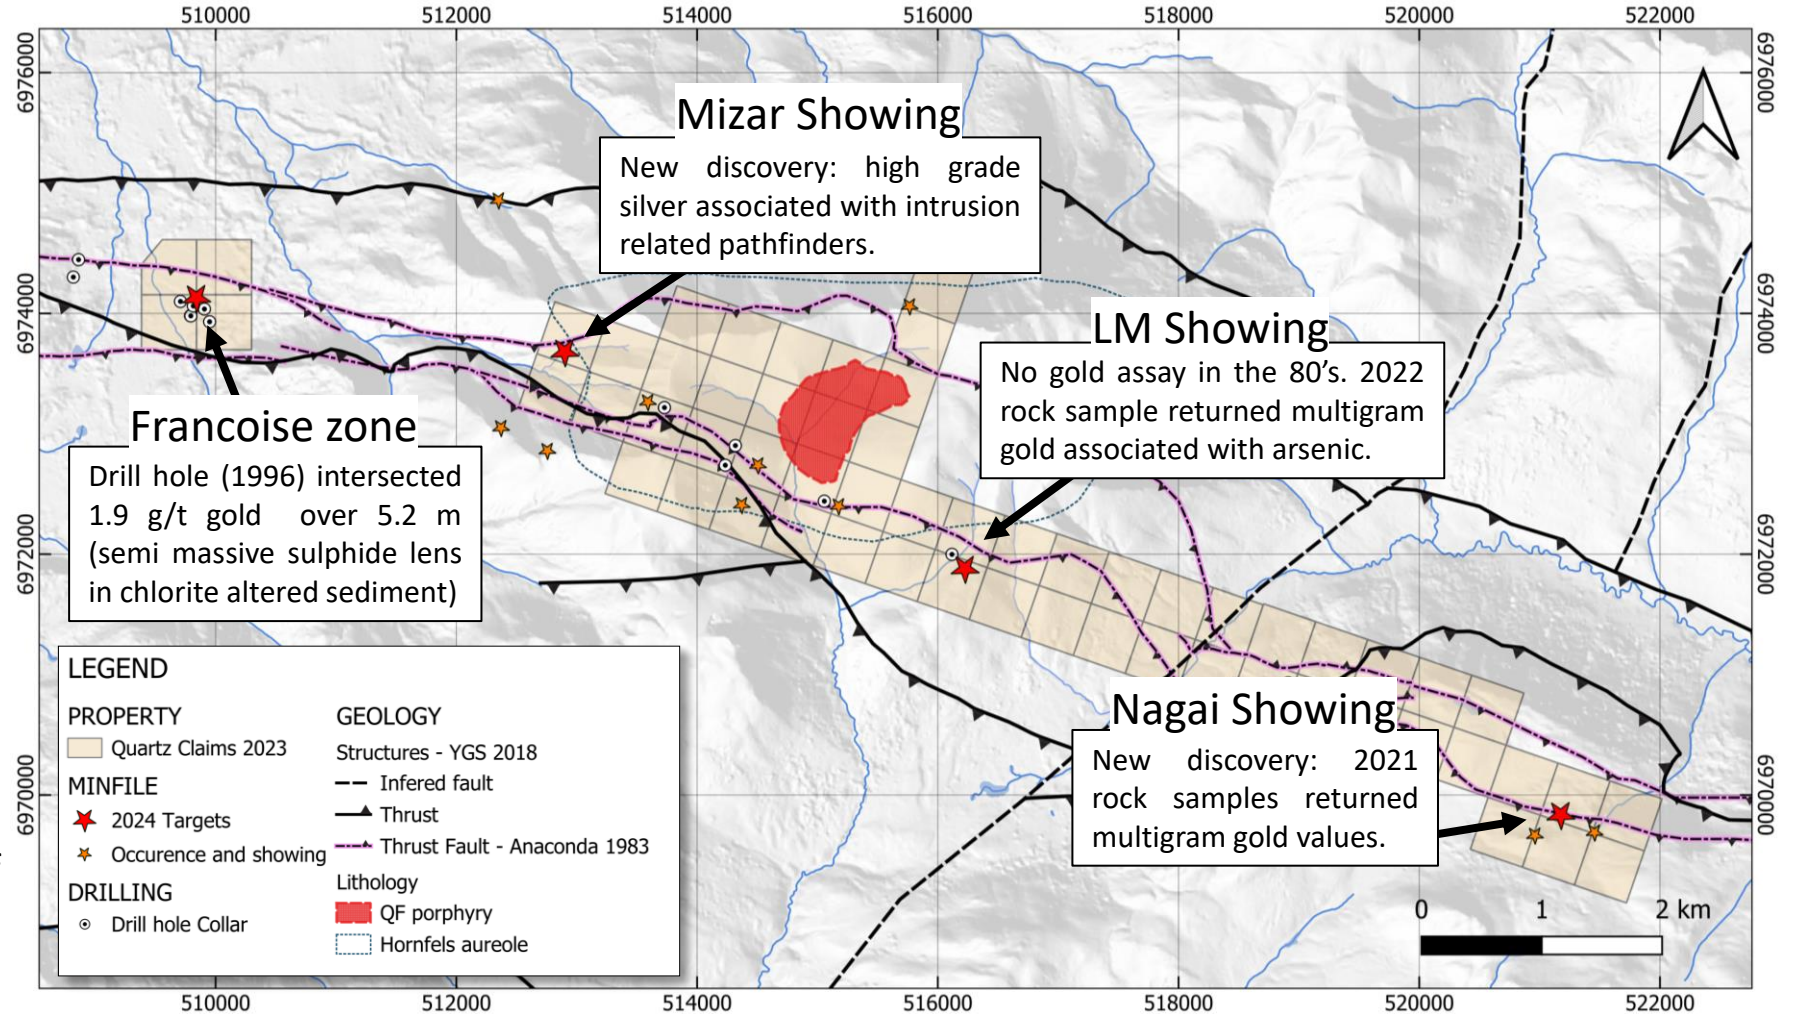 510000 512000 514000 516000 518000 520000 522000
6976000
6976000
Mizar Showing
New discovery: high grade
silver associated with intrusion
related pathfinders.
6974000
6974000
LM Showing
No gold assay in the 80's. 2022
rock sample returned multigram
gold associated with arsenic.
Francoise zone
Drill hole (1996) intersected
1.9 g/t gold over 5.2 m
(semi massive sulphide lens
in chlorite altered sediment)
6972000
6972000
Nagai Showing
New discovery: 2021
rock samples returned
multigram gold values.
6970000
6970000
LEGEND
PROPERTY
Quartz Claims 2023
MINFILE
2024 Targets
Occurence and showing
DRILLING
Drill hole Collar
GEOLOGY
Structures - YGS 2018
Infered fault
Thrust
Thrust Fault - Anaconda 1983
Lithology
QF porphyry
Hornfels aureole
0 1 2 km
510000 512000 514000 516000 518000 520000 522000